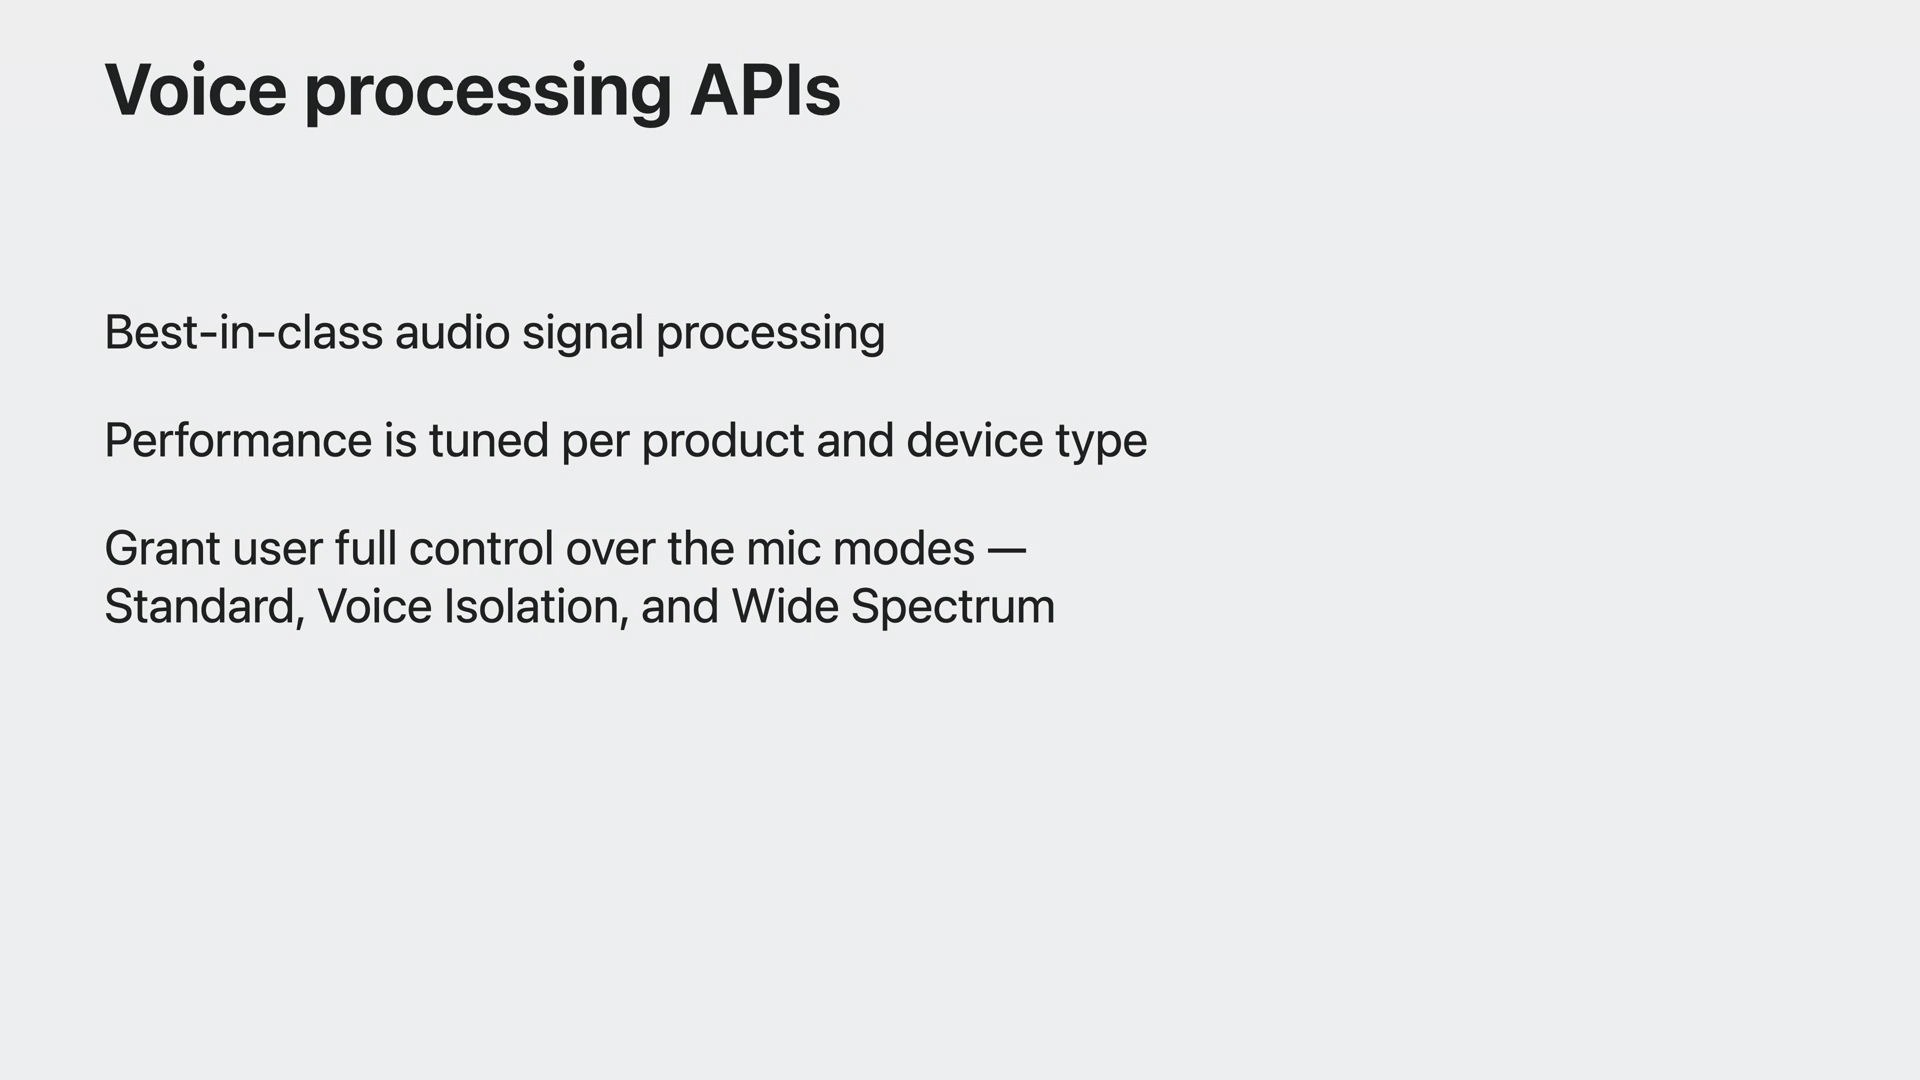 Voice processing APIs
Best-in-class audio signal processing
Performance is tuned per product and device type
Grant user full control over the mic modes —
Standard, Voice Isolation, and Wide Spectrum